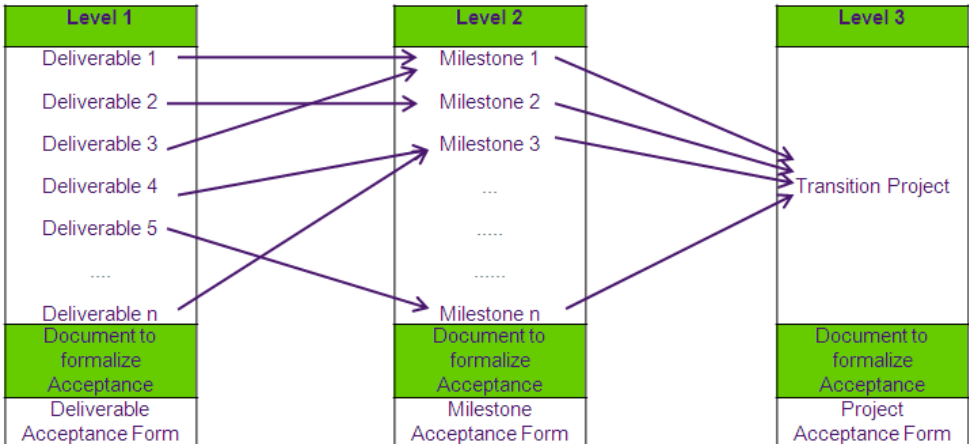 Level 1
Deliverable 1
Deliverable 2
Deliverable 3
Deliverable 4
Deliverable 5
....
Deliverable n
Document to
formalize
Acceptance
Deliverable
Acceptance Form
Level 2
Milestone 1
Milestone 2
Milestone 3
...
.....
......
Milestone n
Document to
formalize
Acceptance
Milestone
Acceptance Form
Level 3
Transition Project
Document to
formalize
Acceptance
Project
Acceptance Form